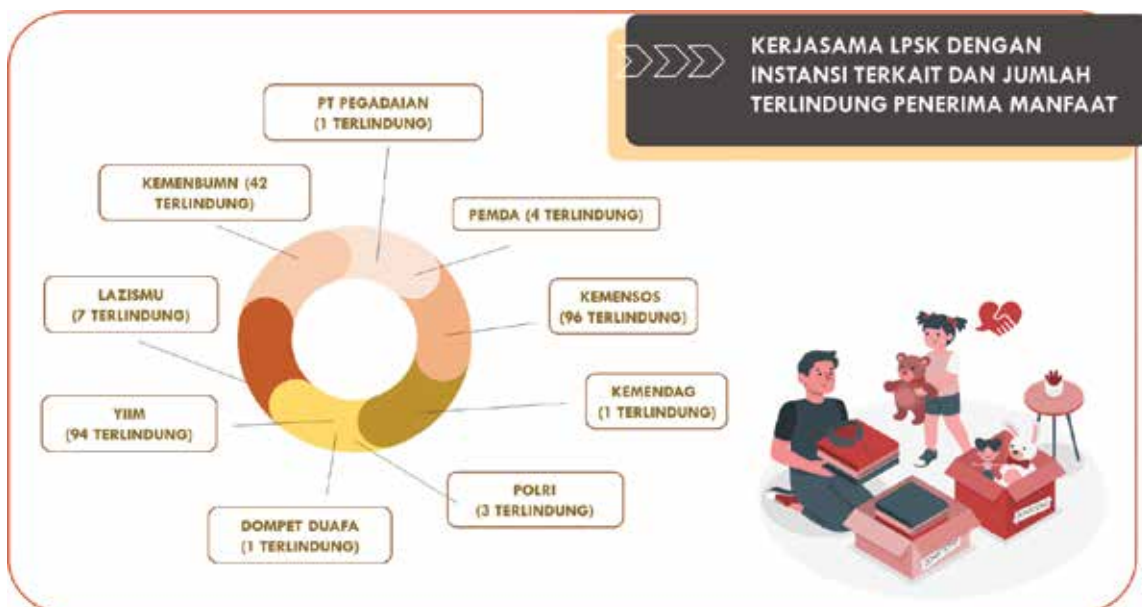 KERJASAMA LPSK DENGAN
INSTANSI TERKAIT DAN JUMLAH
TERLINDUNG PENERIMA MANFAAT
PT PEGADAIAN
(1 TERLINDUNG)
KEMENBUMN (42
TERLINDUNG)
PEMDA (4 TERLINDUNG)
LAZISMU
(7 TERLINDUNG)
KEMENSOS
(96 TERLINDUNG)
YIIM
(94 TERLINDUNG)
KEMENDAG
(1 TERLINDUNG)
POLRI
(3 TERLINDUNG)
DOMPET DUAFA
(1 TERLINDUNG)